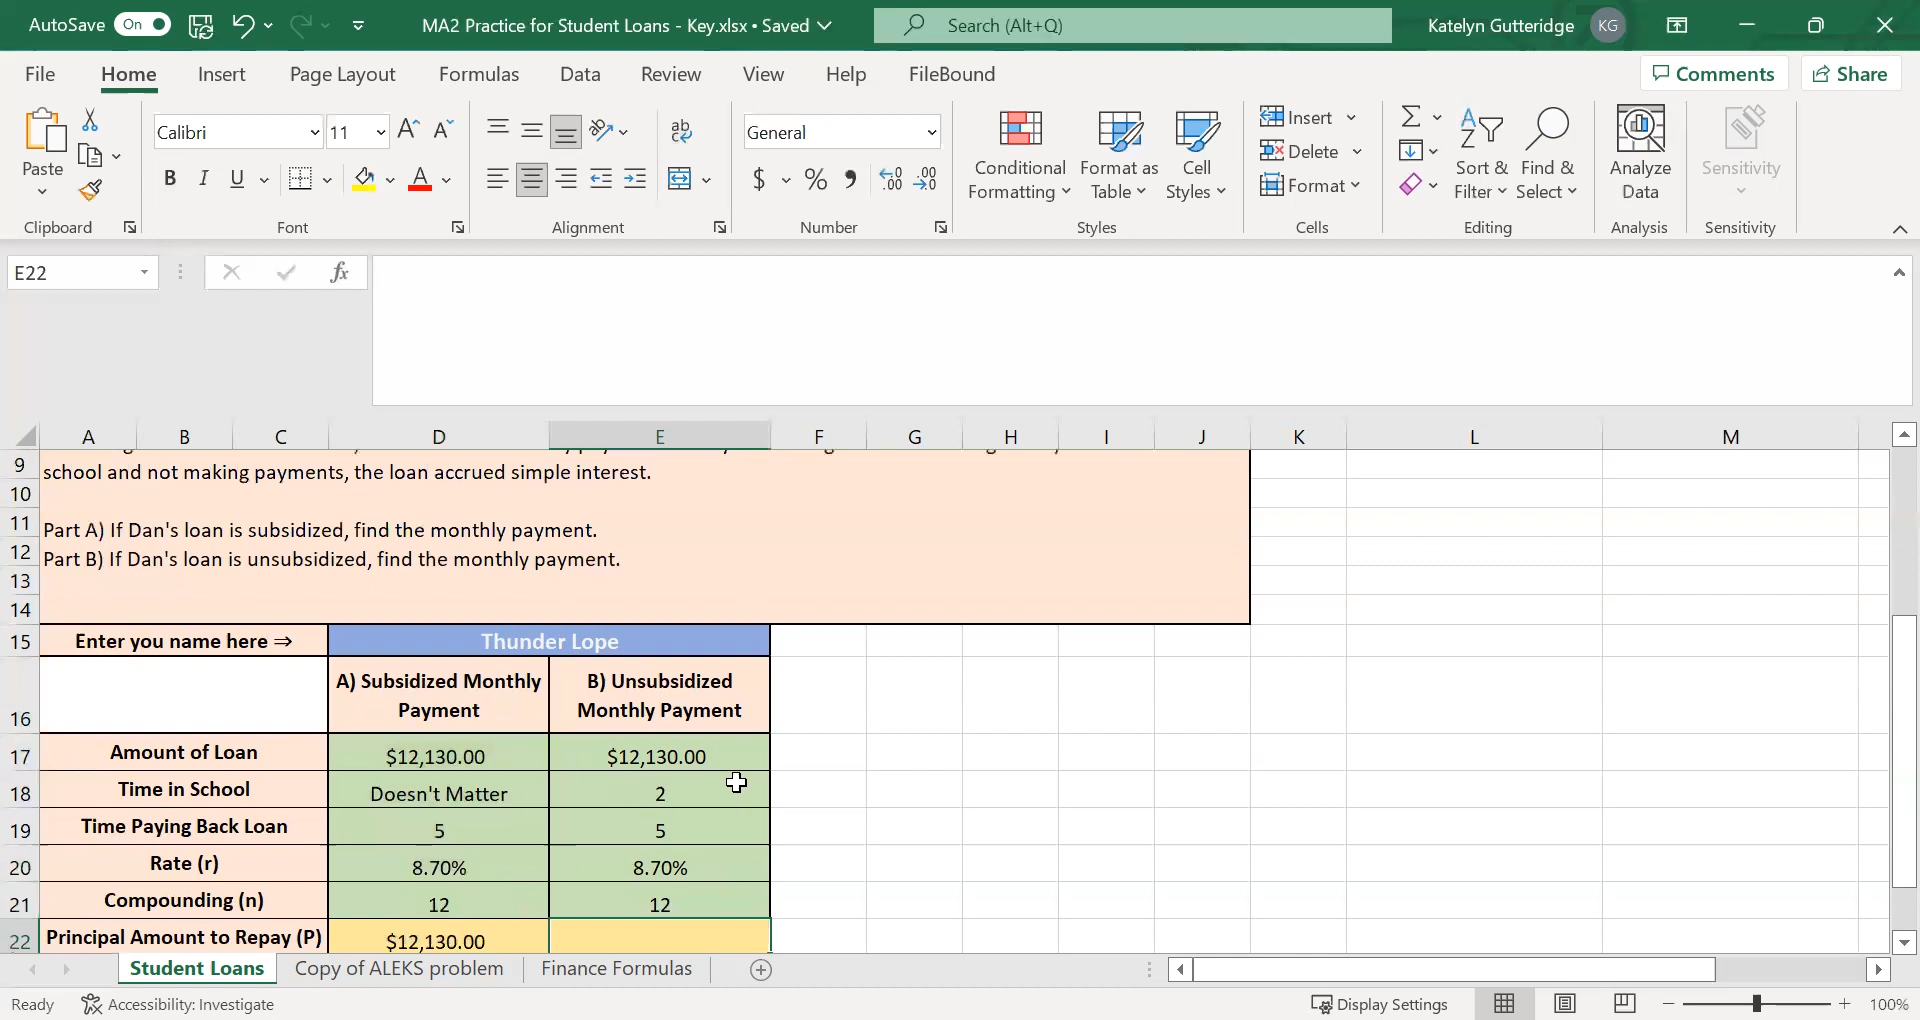 AutoSave On
MA2 Practice for Student Loans - Key.xlsx • Saved
Search (Alt+Q)
Katelyn Gutteridge KG
File Home Insert Page Layout Formulas Data Review View Help FileBound
Comments Share
Calibri 11
General
Paste
B I U
$ %
Conditional Formatting
Format as Table
Cell Styles
Insert
Delete
Format
Sort & Filter
Find & Select
Analyze Data
Sensitivity
Clipboard Font Alignment Number Styles Cells Editing Analysis Sensitivity
E22
fx
A B C D E F G H I J K L M
9 school and not making payments, the loan accrued simple interest.
10
11 Part A) If Dan's loan is subsidized, find the monthly payment.
12 Part B) If Dan's loan is unsubsidized, find the monthly payment.
13
14
15 Enter you name here ⇒ Thunder Lope
16 A) Subsidized Monthly Payment B) Unsubsidized Monthly Payment
17 Amount of Loan $12,130.00 $12,130.00
18 Time in School Doesn't Matter 2
19 Time Paying Back Loan 5 5
20 Rate (r) 8.70% 8.70%
21 Compounding (n) 12 12
22 Principal Amount to Repay (P) $12,130.00
Student Loans Copy of ALEKS problem Finance Formulas
Ready Accessibility: Investigate Display Settings 100%